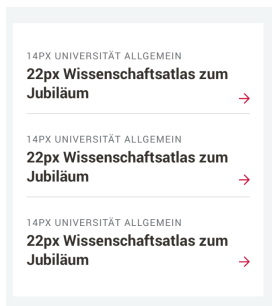 14PX UNIVERSITÄT ALLGEMEIN
22px Wissenschaftsatlas zum
Jubiläum
14PX UNIVERSITÄT ALLGEMEIN
22px Wissenschaftsatlas zum
Jubiläum
14PX UNIVERSITÄT ALLGEMEIN
22px Wissenschaftsatlas zum
Jubiläum